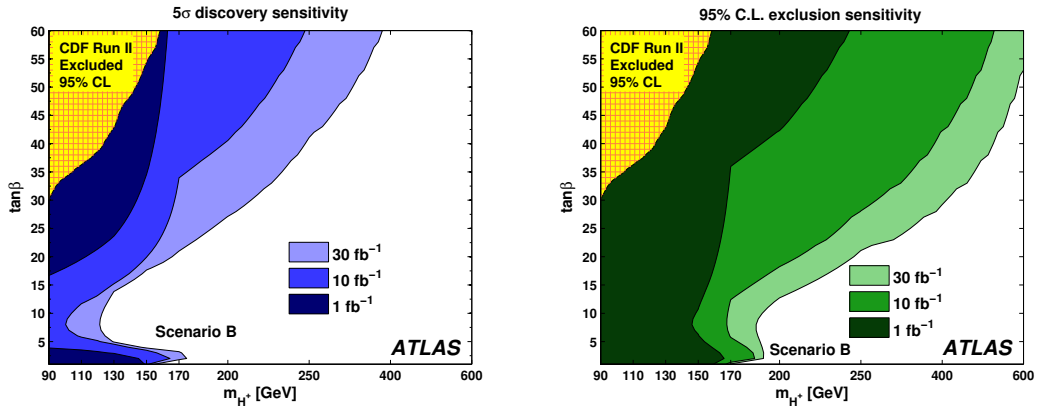 5σ discovery sensitivity
60
55
50
45
40
35
30
25
20
15
10
5
tanβ
CDF Run II
Excluded
95% CL
30 fb⁻¹
10 fb⁻¹
1 fb⁻¹
Scenario B
ATLAS
90 110 130 150 170 200 250 400 600
m_H⁺ [GeV]
95% C.L. exclusion sensitivity
60
55
50
45
40
35
30
25
20
15
10
5
tanβ
CDF Run II
Excluded
95% CL
30 fb⁻¹
10 fb⁻¹
1 fb⁻¹
Scenario B
ATLAS
90 110 130 150 170 200 250 400 600
m_H⁺ [GeV]